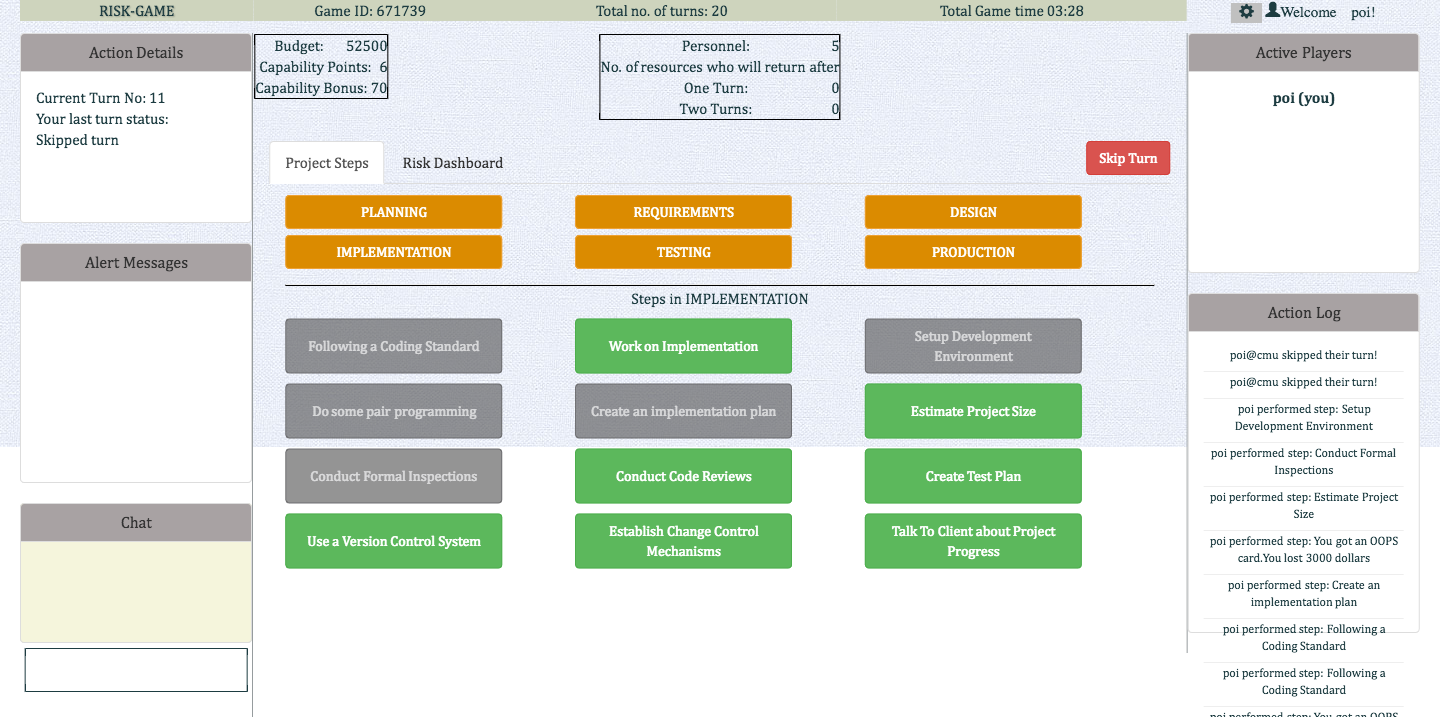 RISK-GAME
Game ID: 671739
Total no. of turns: 20
Total Game time 03:28
Welcome poi!
Action Details
Current Turn No: 11
Your last turn status:
Skipped turn
Alert Messages
Chat
Budget: 52500
Capability Points: 6
Capability Bonus: 70
Personnel: 5
No. of resources who will return after
One Turn: 0
Two Turns: 0
Project Steps
Risk Dashboard
Skip Turn
PLANNING
REQUIREMENTS
DESIGN
IMPLEMENTATION
TESTING
PRODUCTION
Steps in IMPLEMENTATION
Following a Coding Standard
Work on Implementation
Setup Development
Environment
Do some pair programming
Create an implementation plan
Estimate Project Size
Conduct Formal Inspections
Conduct Code Reviews
Create Test Plan
Use a Version Control System
Establish Change Control
Mechanisms
Talk To Client about Project
Progress
Active Players
poi (you)
Action Log
poi@cmu skipped their turn!
poi@cmu skipped their turn!
poi performed step: Setup
Development Environment
poi performed step: Conduct Formal
Inspections
poi performed step: Estimate Project
Size
poi performed step: You got an OOPS
card.You lost 3000 dollars
poi performed step: Create an
implementation plan
poi performed step: Following a
Coding Standard
poi performed step: Following a
Coding Standard
poi performed step: You got an OOPS